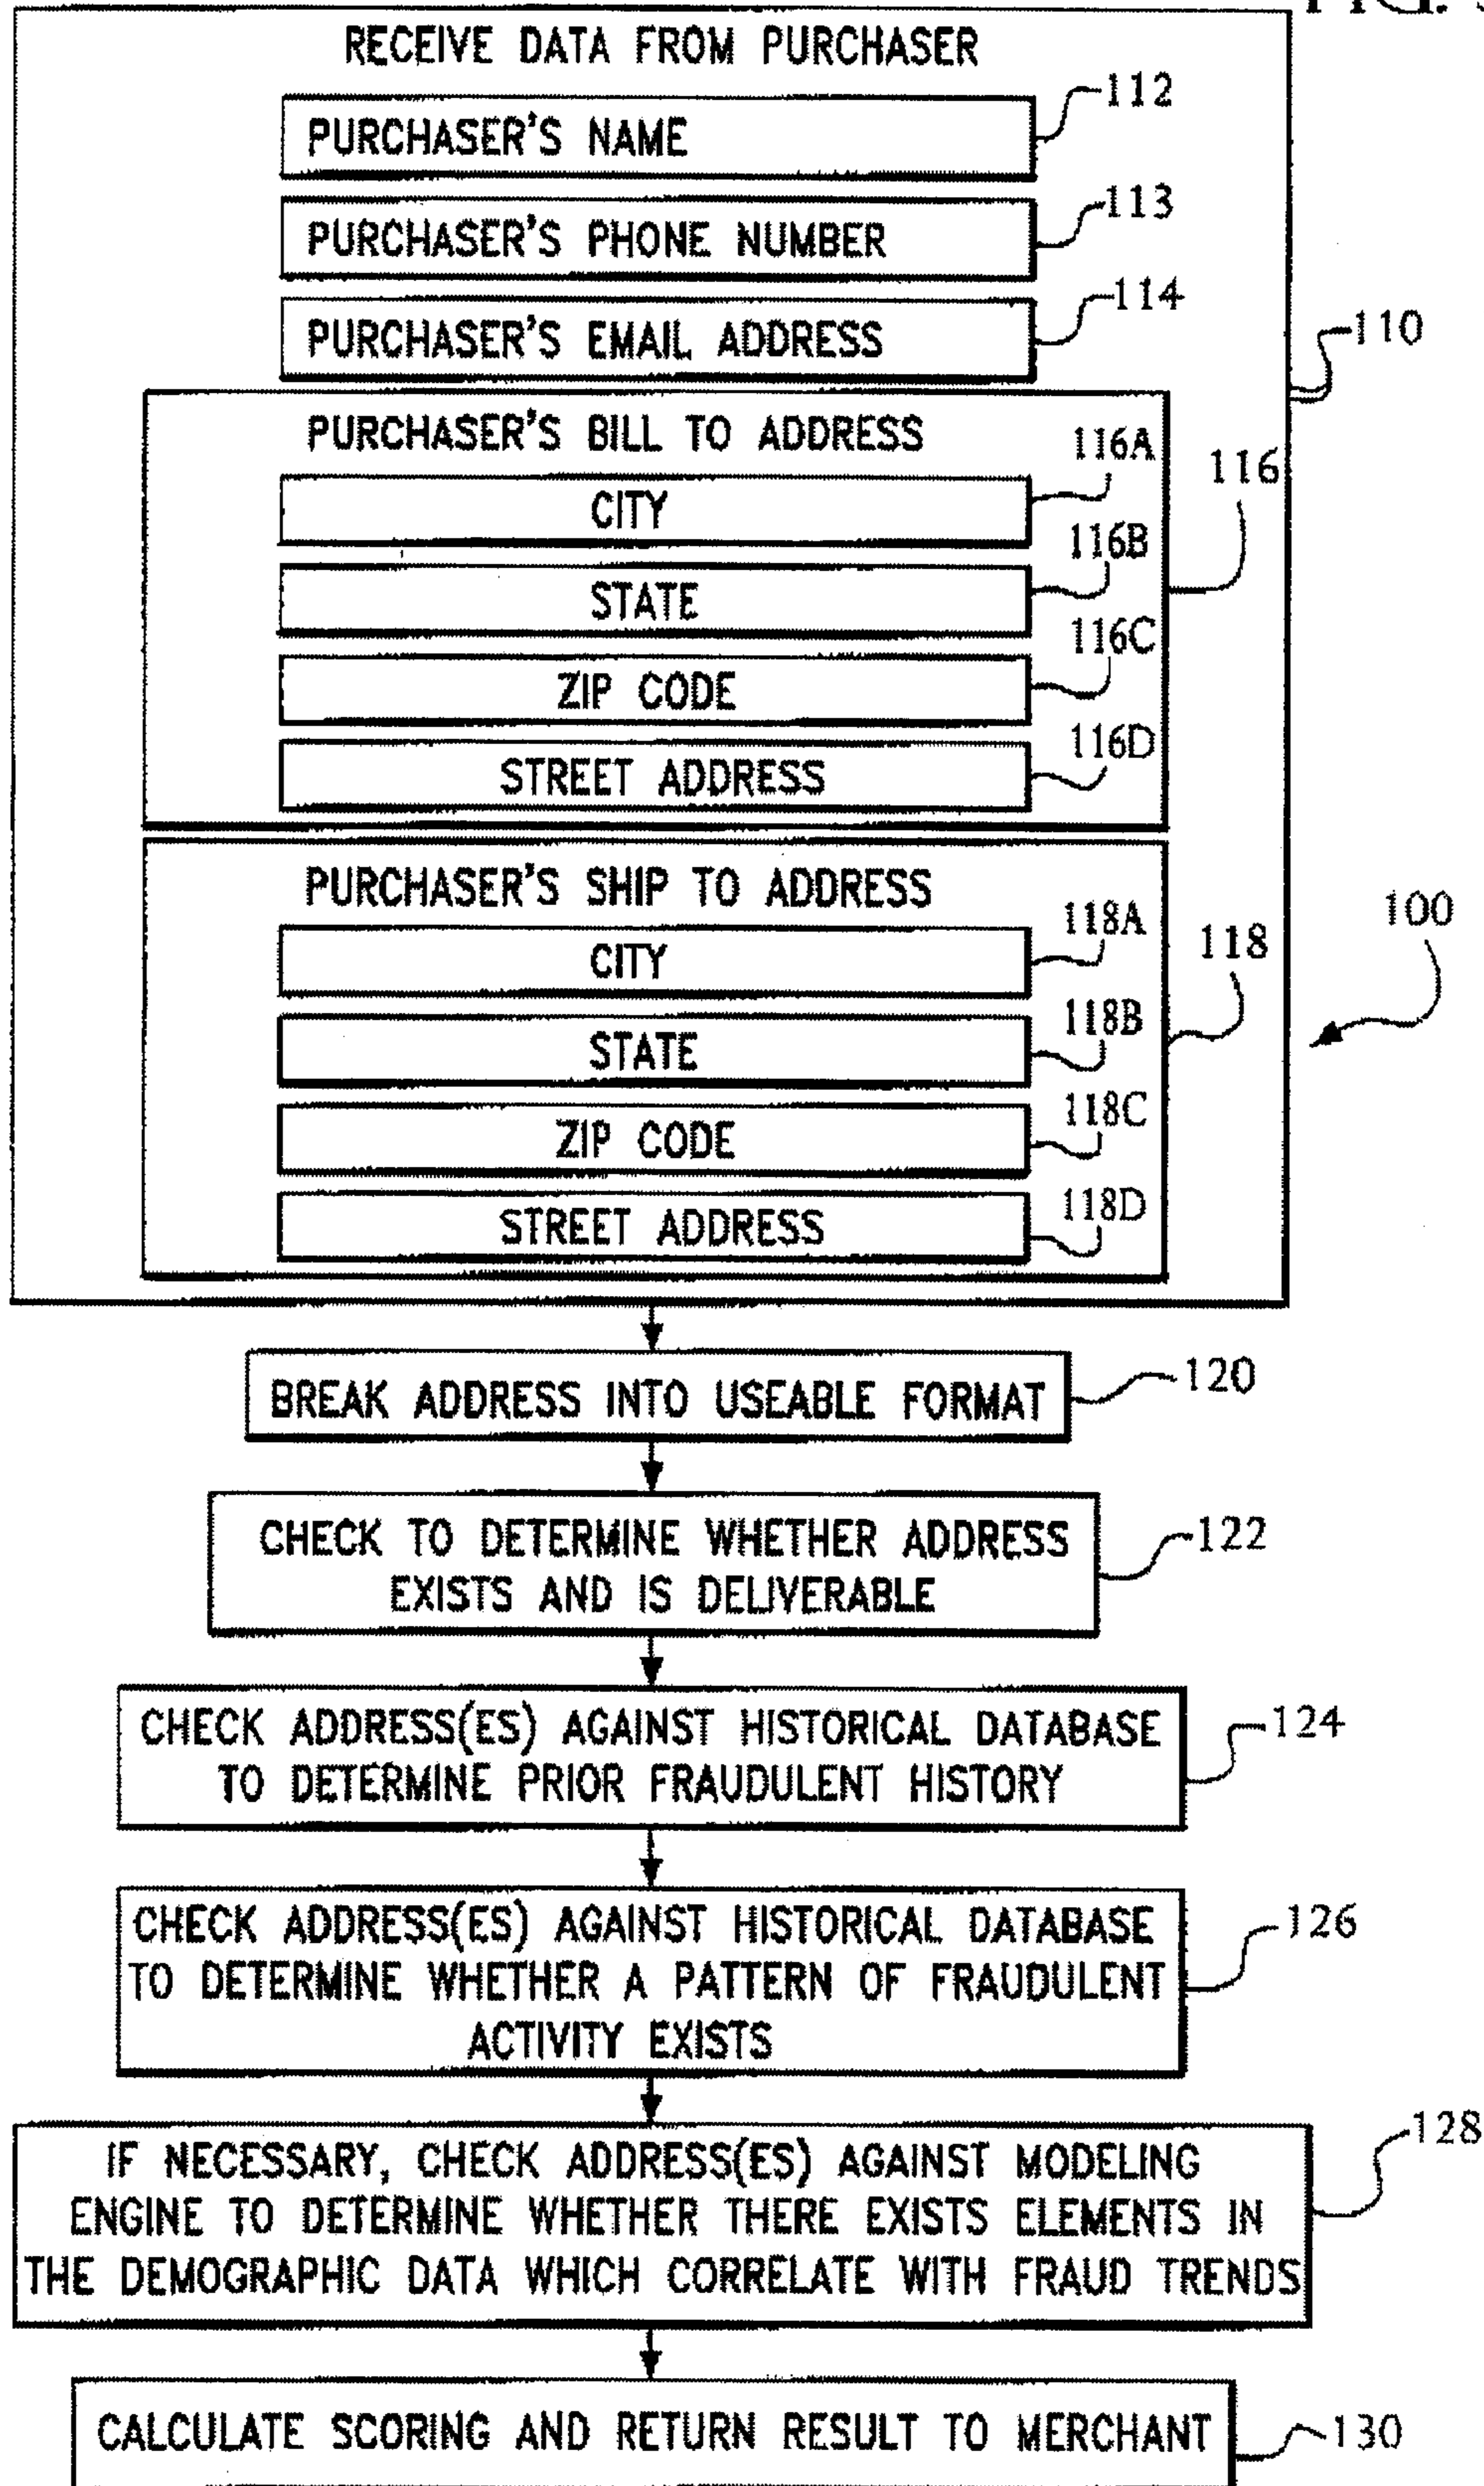 FIG.
RECEIVE DATA FROM PURCHASER
112
PURCHASER'S NAME
113
PURCHASER'S PHONE NUMBER
114
PURCHASER'S EMAIL ADDRESS
110
PURCHASER'S BILL TO ADDRESS
116A
116
CITY
116B
STATE
116C
ZIP CODE
116D
STREET ADDRESS
PURCHASER'S SHIP TO ADDRESS
118A
118
100
CITY
118B
STATE
118C
ZIP CODE
118D
STREET ADDRESS
BREAK ADDRESS INTO USEABLE FORMAT
120
CHECK TO DETERMINE WHETHER ADDRESS
EXISTS AND IS DELIVERABLE
122
CHECK ADDRESS(ES) AGAINST HISTORICAL DATABASE
TO DETERMINE PRIOR FRAUDULENT HISTORY
124
CHECK ADDRESS(ES) AGAINST HISTORICAL DATABASE
TO DETERMINE WHETHER A PATTERN OF FRAUDULENT
ACTIVITY EXISTS
126
IF NECESSARY, CHECK ADDRESS(ES) AGAINST MODELING
ENGINE TO DETERMINE WHETHER THERE EXISTS ELEMENTS IN
THE DEMOGRAPHIC DATA WHICH CORRELATE WITH FRAUD TRENDS
128
CALCULATE SCORING AND RETURN RESULT TO MERCHANT
130